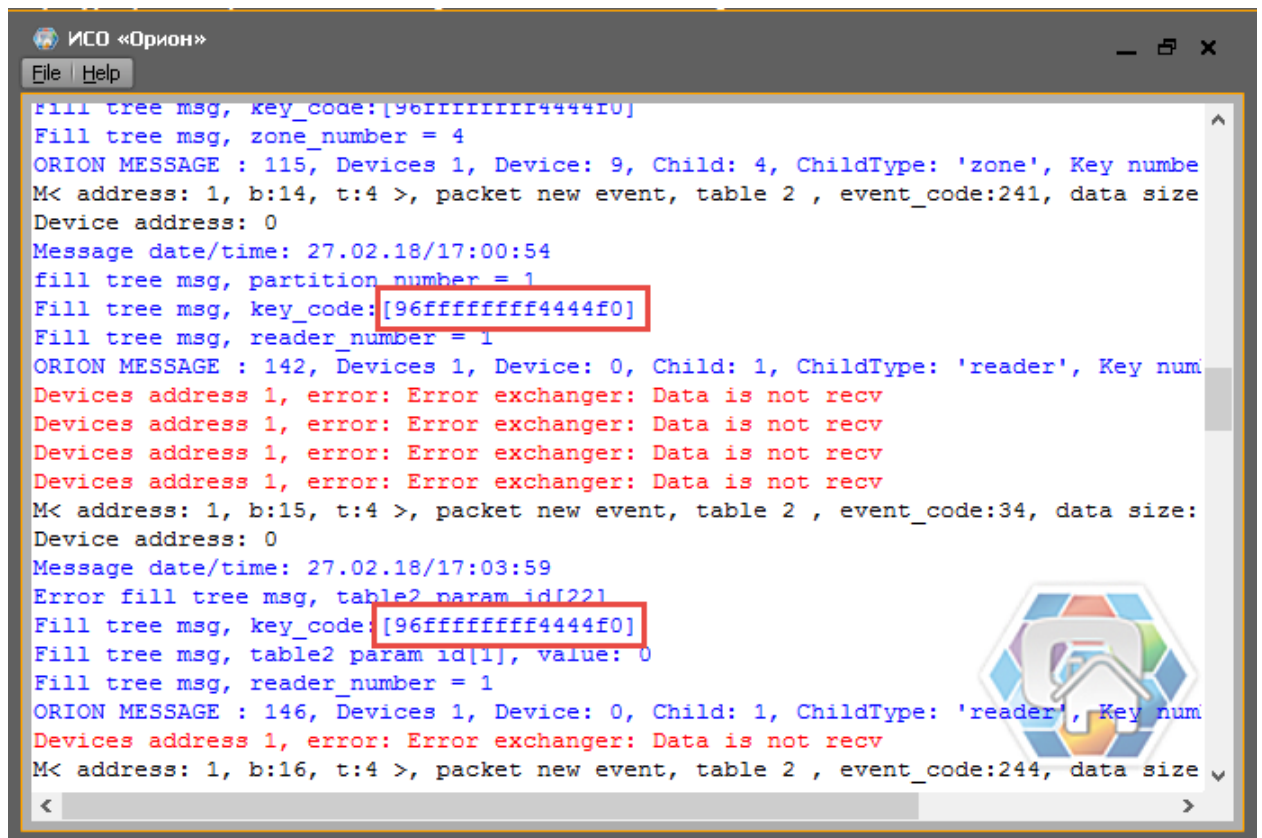 ИСО «Орион»
File Help
Fill tree msg, key_code:[96ffffffff4444f0]
Fill tree msg, zone_number = 4
ORION MESSAGE : 115, Devices 1, Device: 9, Child: 4, ChildType: 'zone', Key numbe
M< address: 1, b:14, t:4 >, packet new event, table 2 , event_code:241, data size
Device address: 0
Message date/time: 27.02.18/17:00:54
fill tree msg, partition_number = 1
Fill tree msg, key_code:[96ffffffff4444f0]
Fill tree msg, reader_number = 1
ORION MESSAGE : 142, Devices 1, Device: 0, Child: 1, ChildType: 'reader', Key num
Devices address 1, error: Error exchanger: Data is not recv
Devices address 1, error: Error exchanger: Data is not recv
Devices address 1, error: Error exchanger: Data is not recv
Devices address 1, error: Error exchanger: Data is not recv
M< address: 1, b:15, t:4 >, packet new event, table 2 , event_code:34, data size:
Device address: 0
Message date/time: 27.02.18/17:03:59
Error fill tree msg, table2 param id[22]
Fill tree msg, key_code:[96ffffffff4444f0]
Fill tree msg, table2 param id[1], value: 0
Fill tree msg, reader_number = 1
ORION MESSAGE : 146, Devices 1, Device: 0, Child: 1, ChildType: 'reader', Key num
Devices address 1, error: Error exchanger: Data is not recv
M< address: 1, b:16, t:4 >, packet new event, table 2 , event_code:244, data size